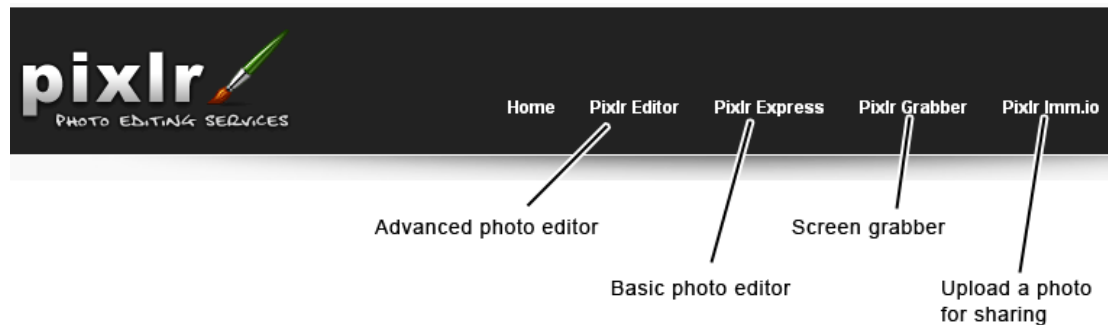 pixlr
PHOTO EDITING SERVICES
Home Pixlr Editor Pixlr Express Pixlr Grabber Pixlr Imm.io
Advanced photo editor
Screen grabber
Basic photo editor
Upload a photo
for sharing